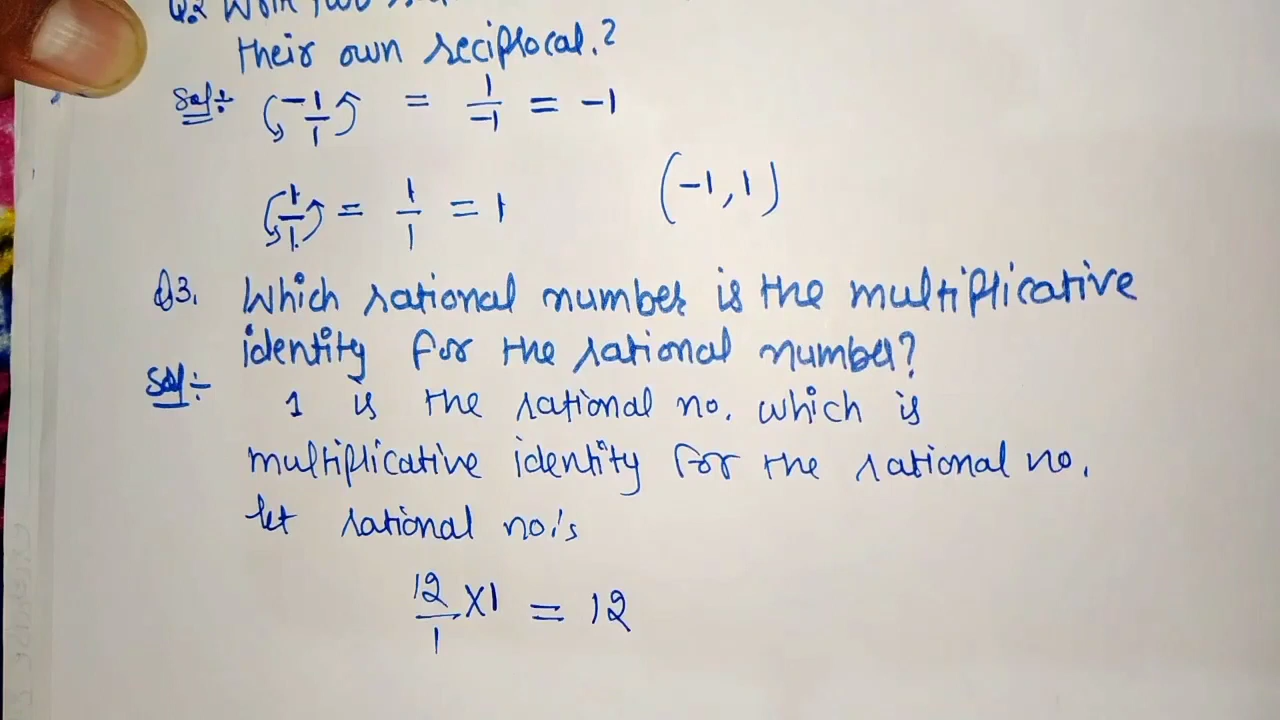 Q.2
their own reciprocal.?
Sol:- -1/1 = 1/-1 = -1
(-1, 1)
1/1 = 1/1 = 1
Q3. Which rational number is the multiplicative
identity for the rational number?
Sol:-
1 is the rational no. which is
multiplicative identity for the rational no.
let rational no.'s
12/1 X1 = 12